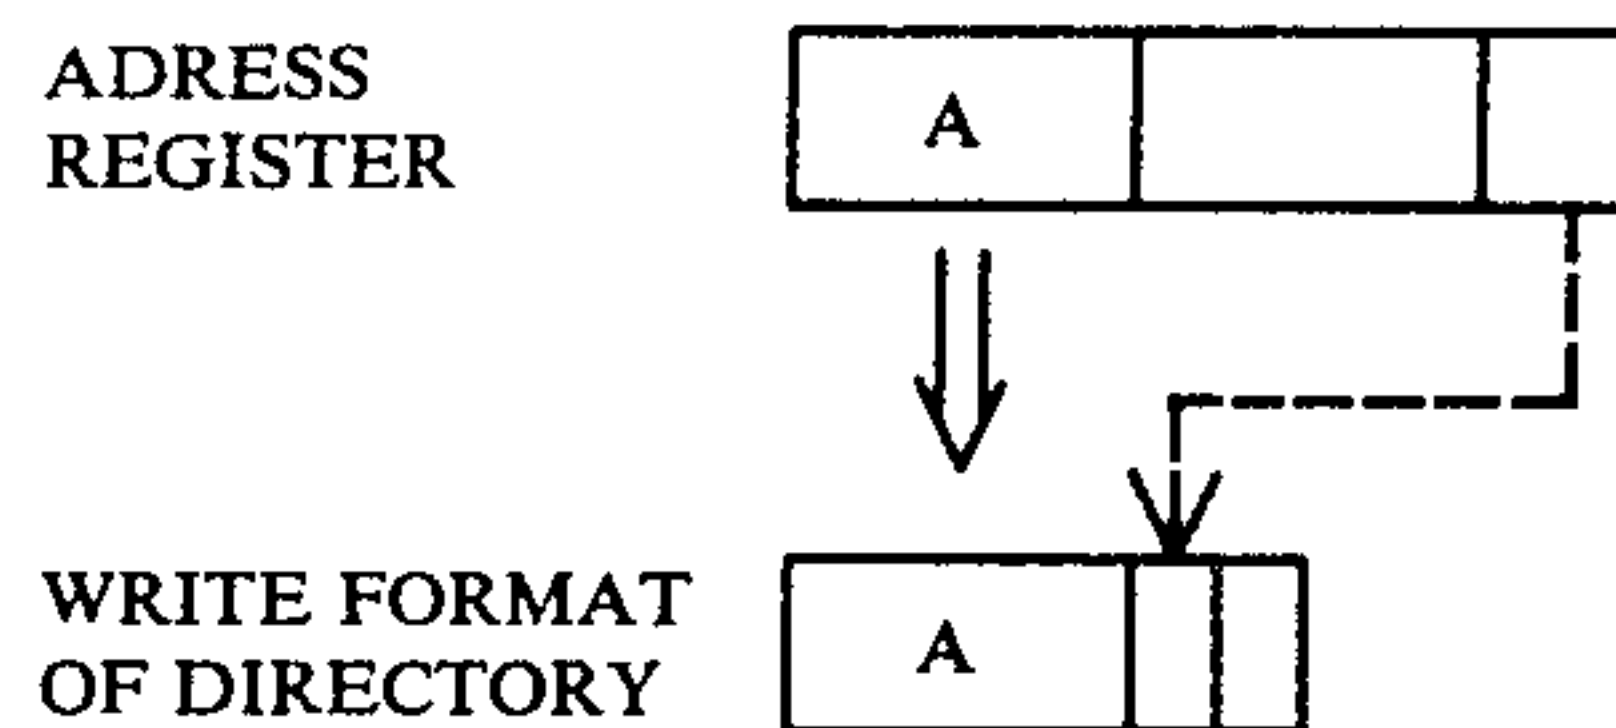 ADRESS
REGISTER
A
WRITE FORMAT
OF DIRECTORY
A